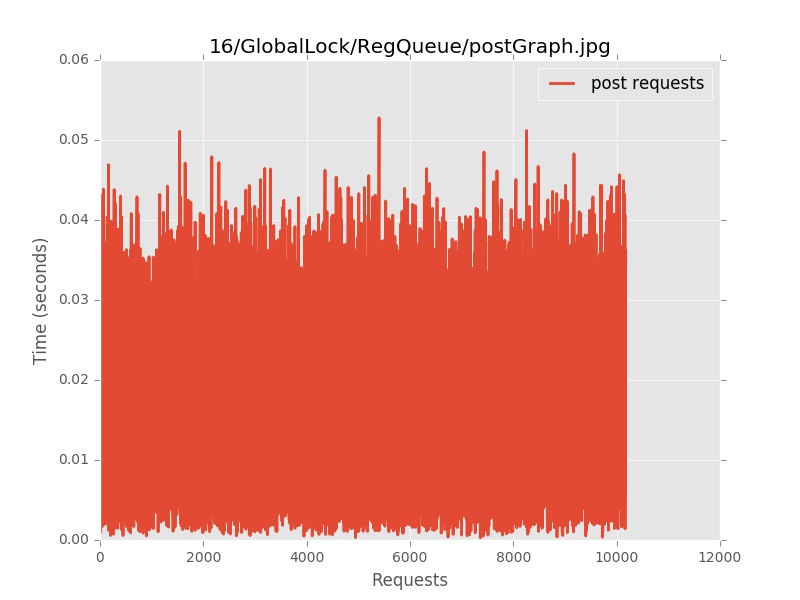 16/GlobalLock/RegQueue/postGraph.jpg
post requests
0.06
0.05
0.04
0.03
0.02
0.01
0.00
Time (seconds)
0 2000 4000 6000 8000 10000 12000
Requests